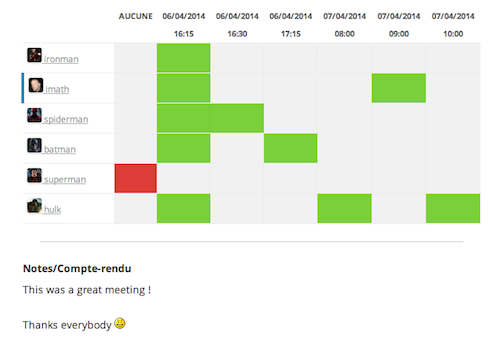 AUCUNE 06/04/2014 06/04/2014 06/04/2014 07/04/2014 07/04/2014 07/04/2014
16:15 16:30 17:15 08:00 09:00 10:00
ironman
imath
spiderman
batman
superman
hulk
Notes/Compte-rendu
This was a great meeting !
Thanks everybody